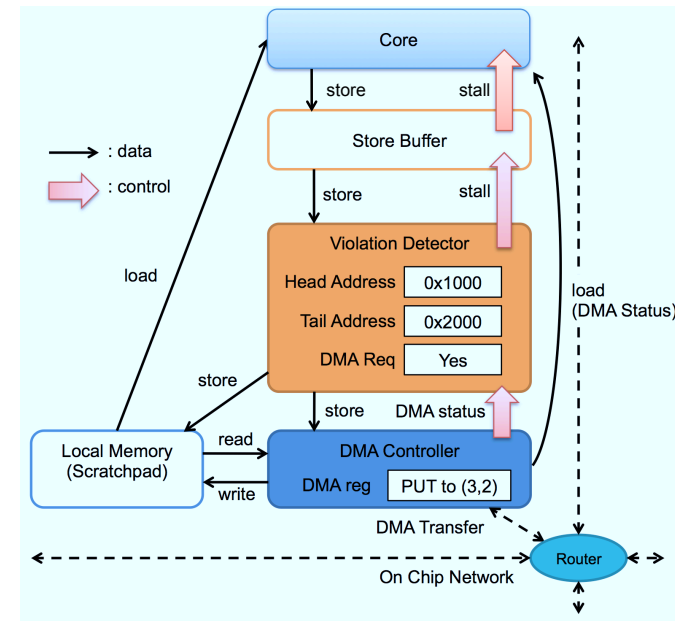 Core
store
stall
Store Buffer
: data
: control
store
stall
Violation Detector
Head Address 0x1000
Tail Address 0x2000
DMA Req Yes
load
load
(DMA Status)
store
store
DMA status
Local Memory
(Scratchpad)
read
write
DMA Controller
DMA reg PUT to (3,2)
DMA Transfer
Router
On Chip Network